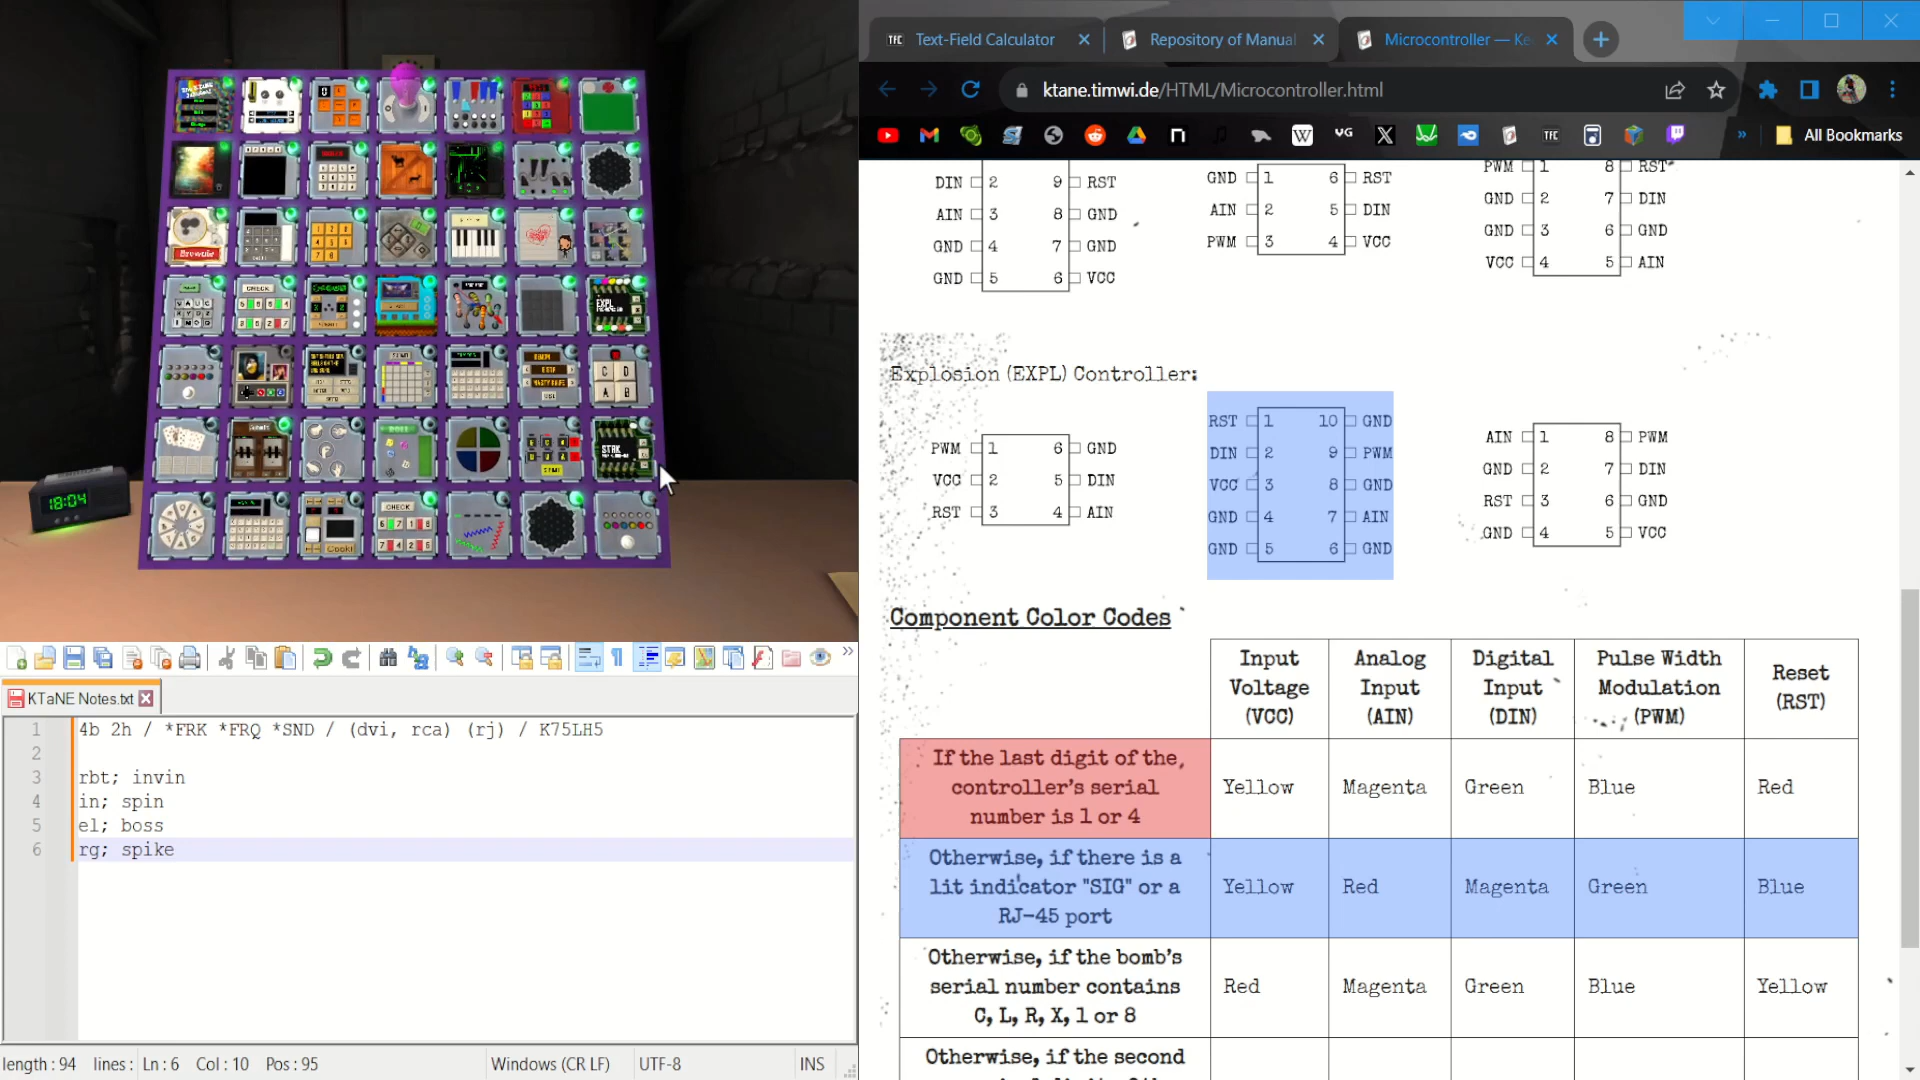 18:04
EXPL
STRK
CHECK
CHECK
Text-Field Calculator
Repository of Manual
Microcontroller — Ke
ktane.timwi.de/HTML/Microcontroller.html
All Bookmarks
DIN 2 9 RST
AIN 3 8 GND
GND 4 7 GND
GND 5 6 VCC
GND 1 6 RST
AIN 2 5 DIN
PWM 3 4 VCC
PWM 1 8 RST
GND 2 7 DIN
GND 3 6 GND
VCC 4 5 AIN
Explosion (EXPL) Controller:
PWM 1 6 GND
VCC 2 5 DIN
RST 3 4 AIN
RST 1 10 GND
DIN 2 9 PWM
VCC 3 8 GND
GND 4 7 AIN
GND 5 6 GND
AIN 1 8 PWM
GND 2 7 DIN
RST 3 6 GND
GND 4 5 VCC
Component Color Codes
Input Voltage (VCC)
Analog Input (AIN)
Digital Input (DIN)
Pulse Width Modulation (PWM)
Reset (RST)
If the last digit of the
controller's serial
number is 1 or 4
Yellow Magenta Green Blue Red
Otherwise, if there is a
lit indicator "SIG" or a
RJ-45 port
Yellow Red Magenta Green Blue
Otherwise, if the bomb's
serial number contains
C, L, R, X, 1 or 8
Red Magenta Green Blue Yellow
Otherwise, if the second
KTaNE Notes.txt
1 4b 2h / *FRK *FRQ *SND / (dvi, rca) (rj) / K75LH5
2
3 rbt; invin
4 in; spin
5 el; boss
6 rg; spike
length : 94 lines : Ln : 6 Col : 10 Pos : 95 Windows (CR LF) UTF-8 INS